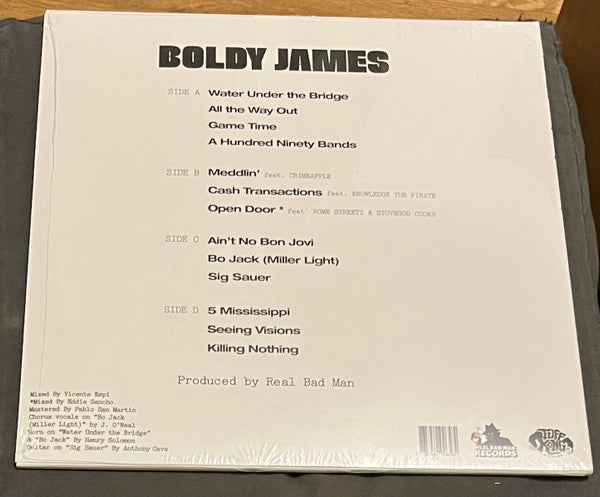 BOLDY JAMES
SIDE A Water Under the Bridge
All the Way Out
Game Time
A Hundred Ninety Bands
SIDE B Meddlin' feat. CRIMEAPPLE
Cash Transactions feat. KNOWLEDGE THE PIRATE
Open Door * feat' ROME STREETZ & STOVEGOD COOKS
SIDE C Ain't No Bon Jovi
Bo Jack (Miller Light)
Sig Sauer
SIDE D 5 Mississippi
Seeing Visions
Killing Nothing
Produced by Real Bad Man
Mixed By Vicente Espi
*Mixed By Eddie Sancho
Mastered By Pablo San Martin
Chorus vocals on "Bo Jack
(Miller Light)" by J. O'Neal
Horn on "Water Under the Bridge"
& "Bo Jack" By Henry Solomon
Guitar on "Sig Sauer" By Anthony Cava
REAL BAD MAN
RECORDS